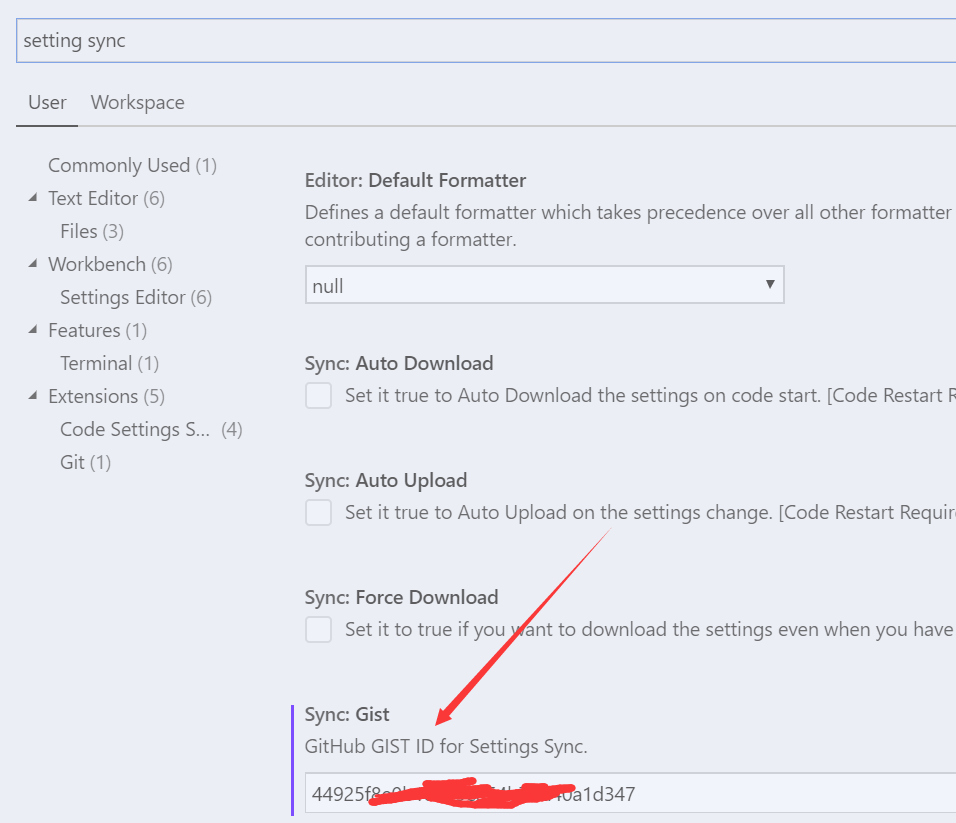 setting sync
User Workspace
Commonly Used (1)
Text Editor (6)
Files (3)
Workbench (6)
Settings Editor (6)
Features (1)
Terminal (1)
Extensions (5)
Code Settings S... (4)
Git (1)
Editor: Default Formatter
Defines a default formatter which takes precedence over all other formatter
contributing a formatter.
null
Sync: Auto Download
Set it true to Auto Download the settings on code start. [Code Restart R
Sync: Auto Upload
Set it true to Auto Upload on the settings change. [Code Restart Require
Sync: Force Download
Set it to true if you want to download the settings even when you have
Sync: Gist
GitHub GIST ID for Settings Sync.